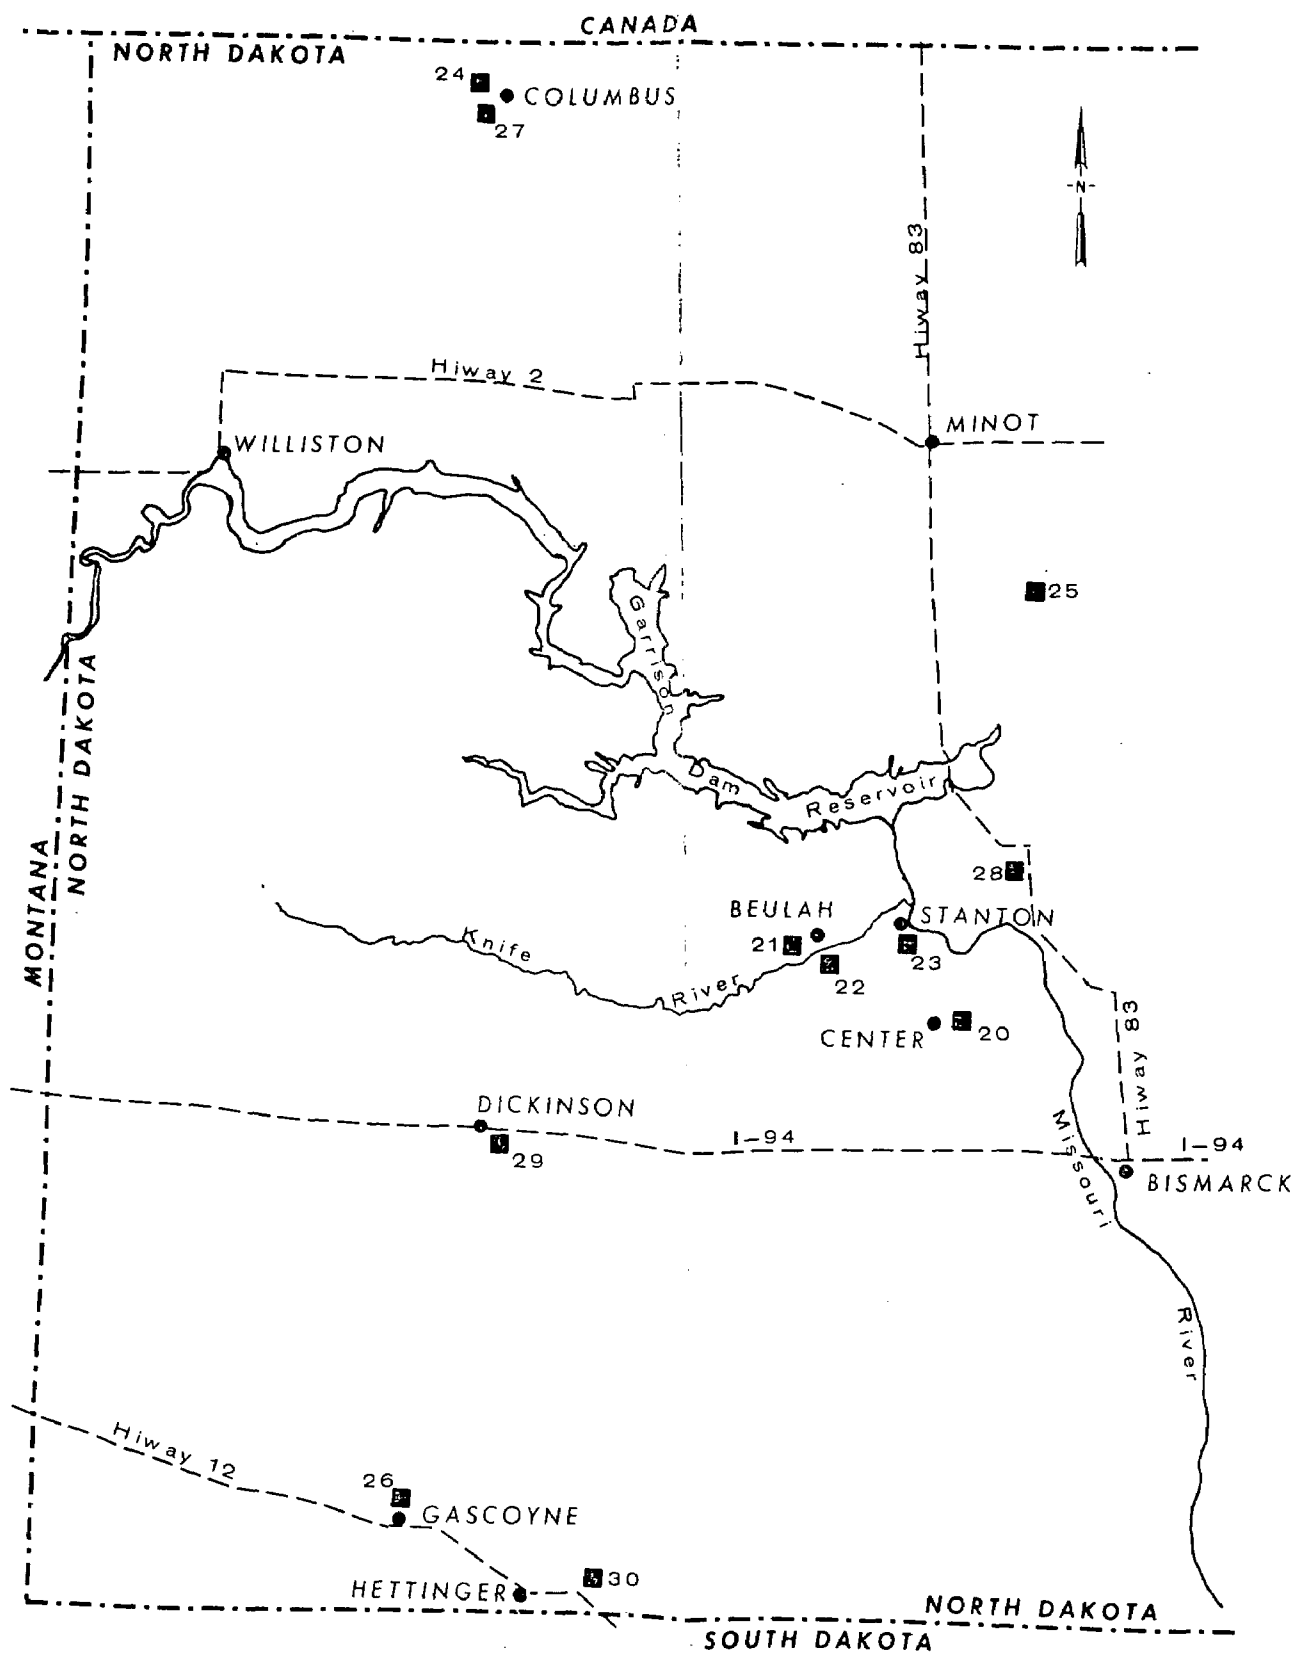 CANADA
NORTH DAKOTA
24
COLUMBUS
27
-N-
Hiway 83
Hiway 2
MINOT
WILLISTON
25
Garrison
Dam
Reservoir
MONTANA
NORTH DAKOTA
28
BEULAH
STANTON
21
22
23
Knife
River
CENTER
20
Hiway 83
DICKINSON
29
I-94
I-94
BISMARCK
Missouri
River
Hiway 12
26
GASCOYNE
HETTINGER
30
NORTH DAKOTA
SOUTH DAKOTA